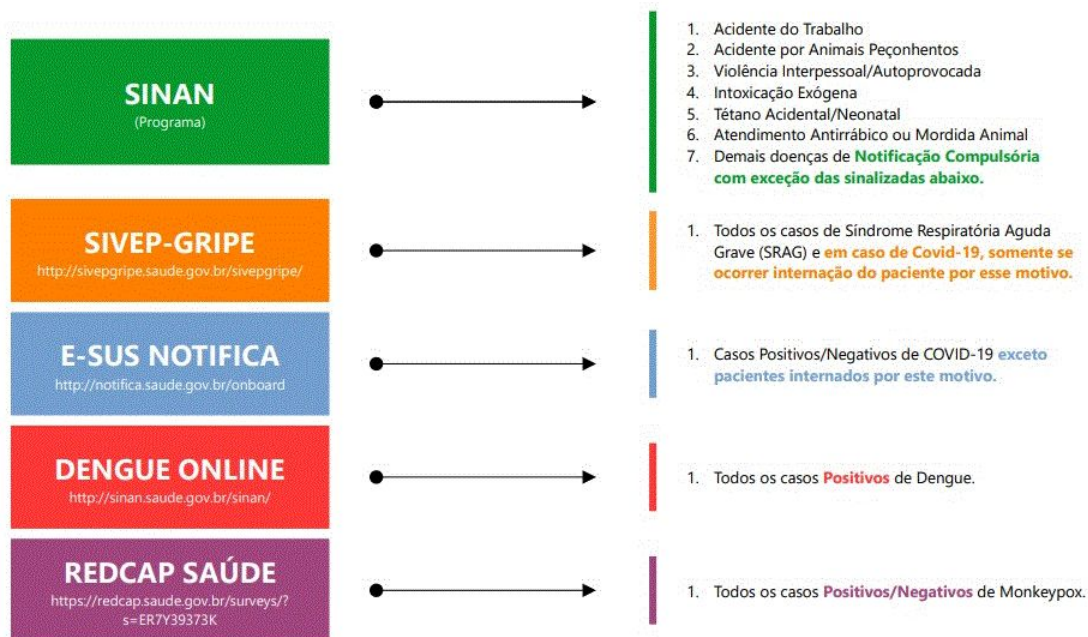 SINAN
(Programa)
1. Acidente do Trabalho
2. Acidente por Animais Peçonhentos
3. Violência Interpessoal/Autoprovocada
4. Intoxicação Exógena
5. Tétano Acidental/Neonatal
6. Atendimento Antirrábico ou Mordida Animal
7. Demais doenças de Notificação Compulsória
com exceção das sinalizadas abaixo.
SIVEP-GRIPE
http://sivepgripe.saude.gov.br/sivepgripe/
1. Todos os casos de Síndrome Respiratória Aguda
Grave (SRAG) e em caso de Covid-19, somente se
ocorrer internação do paciente por esse motivo.
E-SUS NOTIFICA
http://notifica.saude.gov.br/onboard
1. Casos Positivos/Negativos de COVID-19 exceto
pacientes internados por este motivo.
DENGUE ONLINE
http://sinan.saude.gov.br/sinan/
1. Todos os casos Positivos de Dengue.
REDCAP SAÚDE
https://redcap.saude.gov.br/surveys/?
s=ER7Y39373K
1. Todos os casos Positivos/Negativos de Monkeypox.